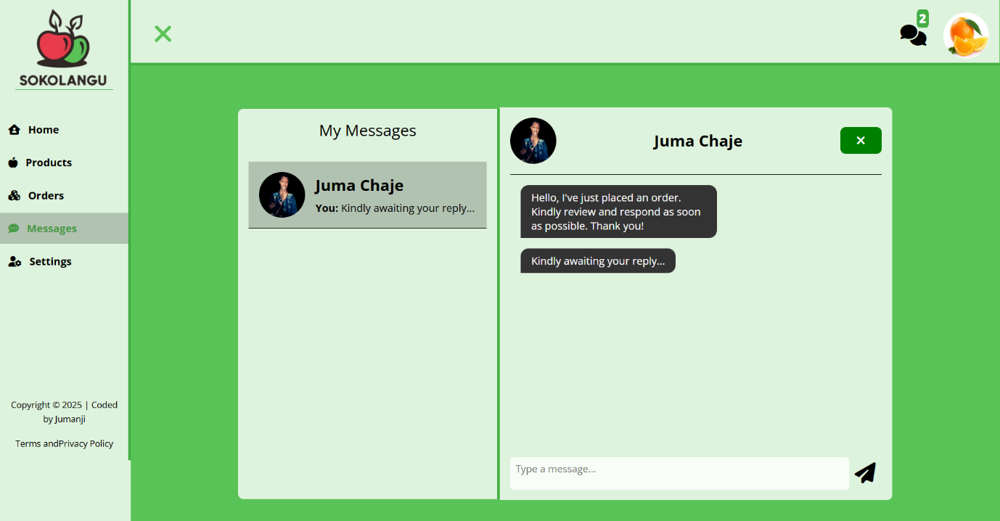 SOKOLANGU
Home
Products
Orders
Messages
Settings
Copyright © 2025 | Coded
by Jumanji
Terms andPrivacy Policy
2
My Messages
Juma Chaje
You: Kindly awaiting your reply...
Juma Chaje
Hello, I've just placed an order.
Kindly review and respond as soon
as possible. Thank you!
Kindly awaiting your reply...
Type a message...